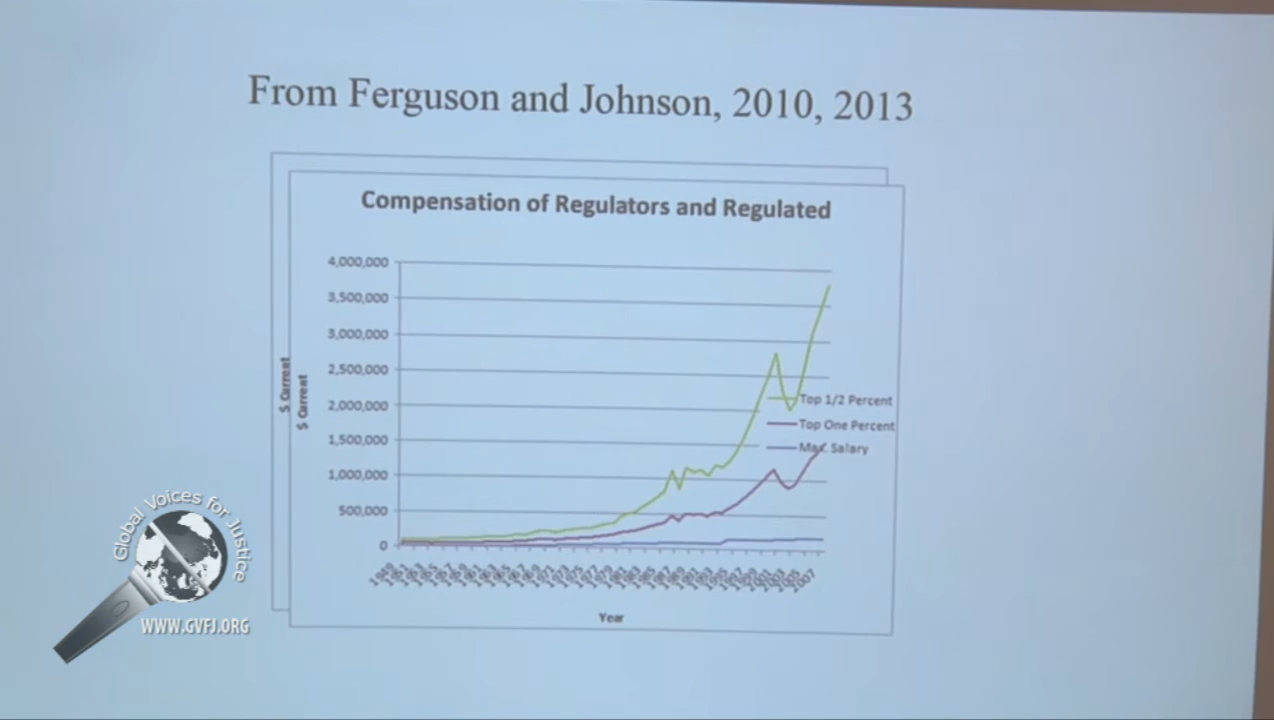 From Ferguson and Johnson, 2010, 2013
Compensation of Regulators and Regulated
4,000,000
3,500,000
3,000,000
2,500,000
2,000,000
1,500,000
1,000,000
500,000
0
$ Current
$ Current
Top 1/2 Percent
Top One Percent
Max. Salary
Year
Global Voices for Justice
WWW.GVFJ.ORG